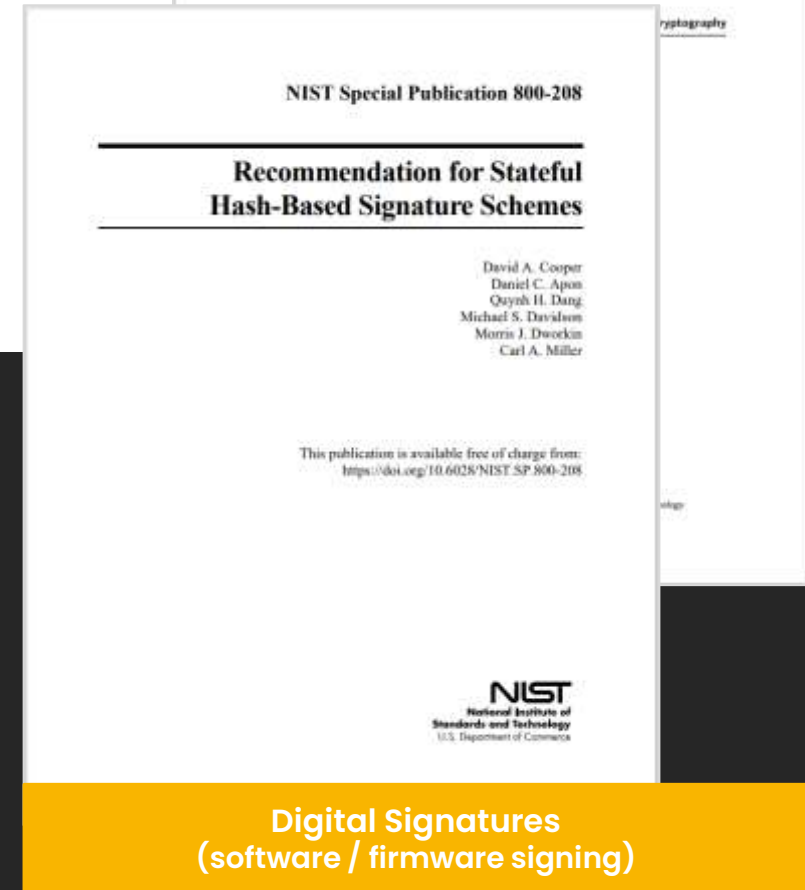 ryptography
NIST Special Publication 800-208
Recommendation for Stateful
Hash-Based Signature Schemes
David A. Cooper
Daniel C. Apon
Quynh H. Dang
Michael S. Davidson
Morris J. Dworkin
Carl A. Miller
This publication is available free of charge from:
https://doi.org/10.6028/NIST.SP.800-208
ology
NIST
National Institute of
Standards and Technology
U.S. Department of Commerce
Digital Signatures
(software / firmware signing)